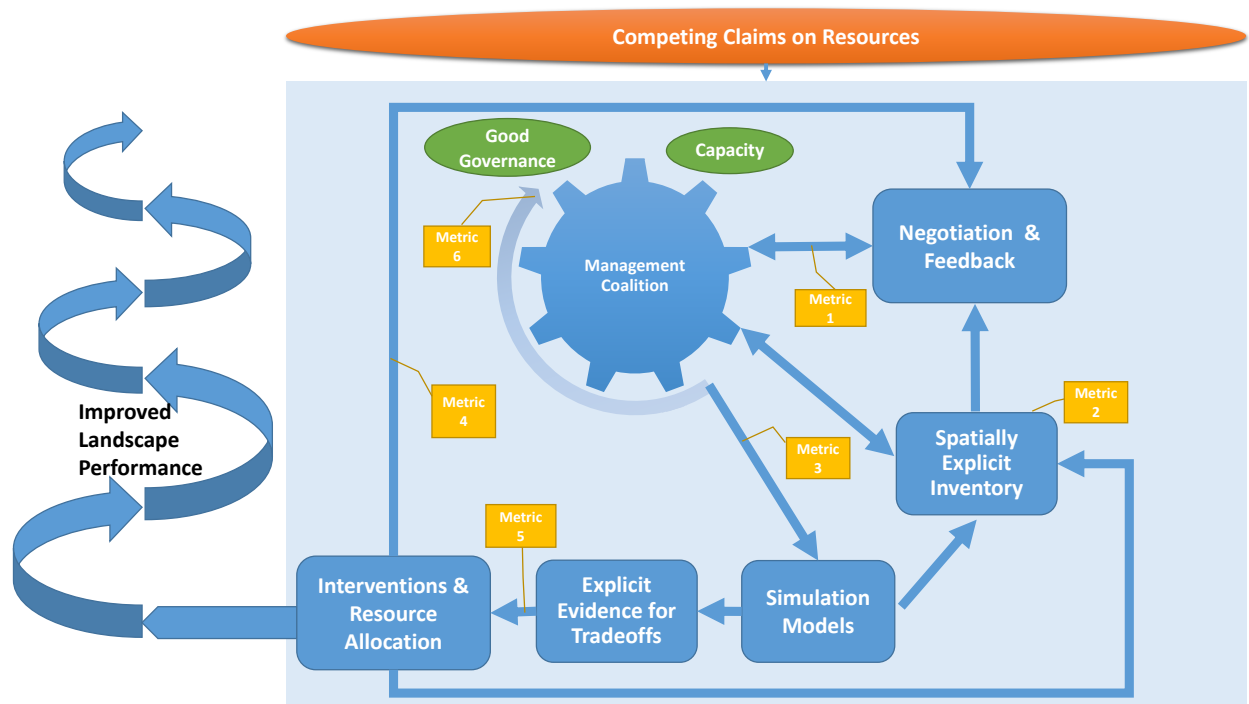 Competing Claims on Resources
Good
Governance
Capacity
Metric
6
Management
Coalition
Negotiation &
Feedback
Metric
1
Metric
4
Metric
2
Improved
Landscape
Performance
Metric
3
Spatially
Explicit
Inventory
Metric
5
Interventions &
Resource
Allocation
Explicit
Evidence for
Tradeoffs
Simulation
Models